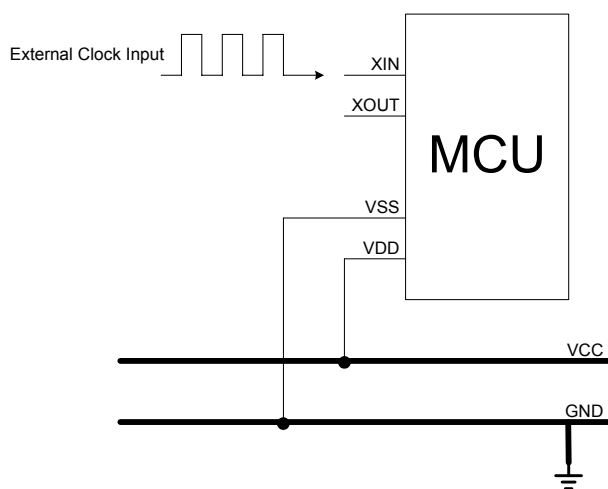 External Clock Input
XIN
XOUT
MCU
VSS
VDD
VCC
GND